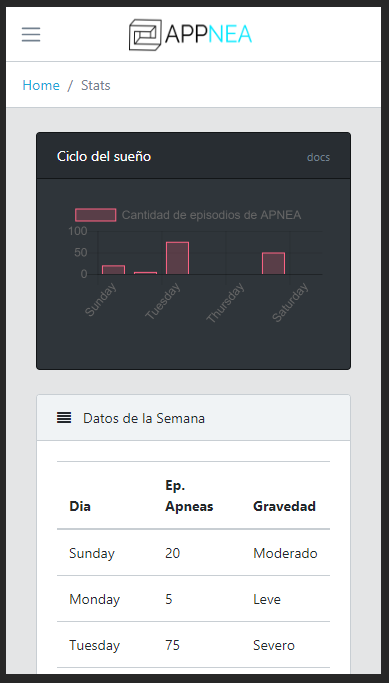 APPNEA
Home / Stats
Ciclo del sueño docs
Cantidad de episodios de APNEA
100
50
0
Sunday Tuesday Thursday Saturday
Datos de la Semana
Dia Ep. Apneas Gravedad
Sunday 20 Moderado
Monday 5 Leve
Tuesday 75 Severo